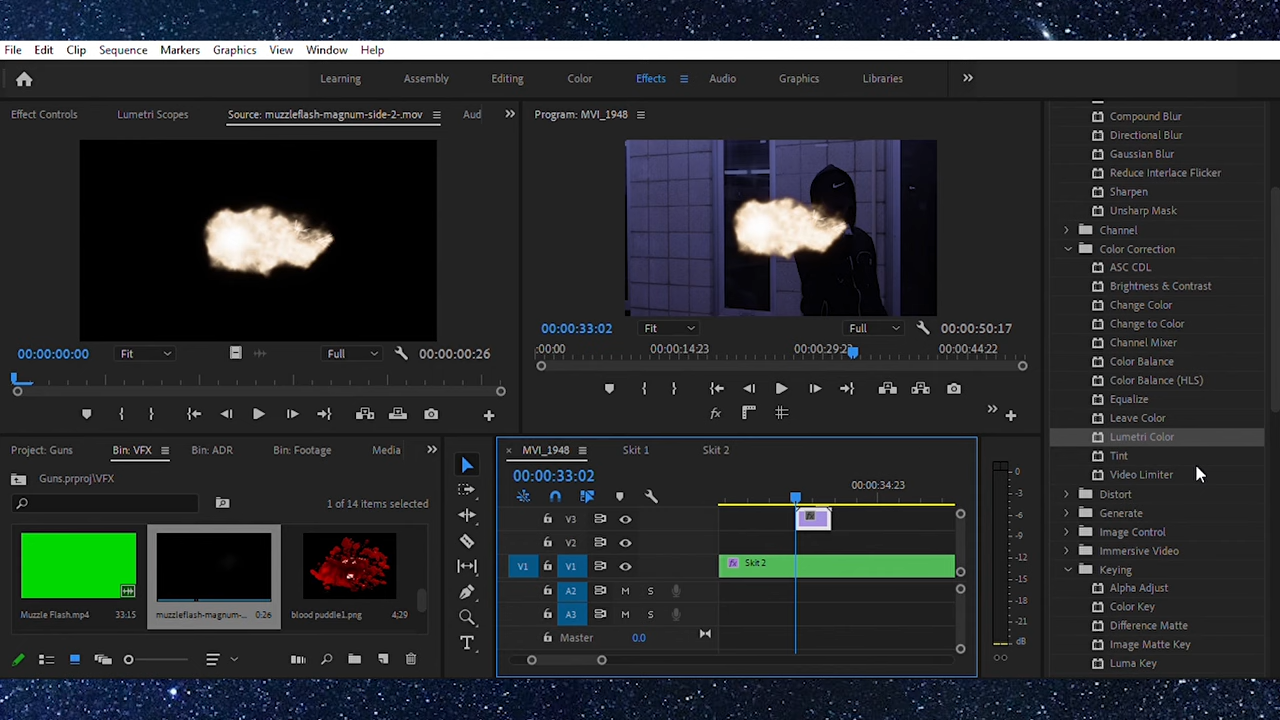 File Edit Clip Sequence Markers Graphics View Window Help
Learning Assembly Editing Color Effects Audio Graphics Libraries
Effect Controls Lumetri Scopes Source: muzzleflash-magnum-side-2-.mov Aud
Program: MVI_1948
00:00:00:00 Fit Full 00:00:00:26
00:00:33:02 Fit Full 00:00:50:17
:00:00 00:00:14:23 00:00:29:23 00:00:44:22
Compound Blur
Directional Blur
Gaussian Blur
Reduce Interlace Flicker
Sharpen
Unsharp Mask
Channel
Color Correction
ASC CDL
Brightness & Contrast
Change Color
Change to Color
Channel Mixer
Color Balance
Color Balance (HLS)
Equalize
Leave Color
Lumetri Color
Tint
Video Limiter
Distort
Generate
Image Control
Immersive Video
Keying
Alpha Adjust
Color Key
Difference Matte
Image Matte Key
Luma Key
Project: Guns Bin: VFX Bin: ADR Bin: Footage Media
Guns.prproj\VFX
1 of 14 items selected
Muzzle Flash.mp4 33:15
muzzleflash-magnum-... 0:26
blood puddle1.png 4;29
× MVI_1948 Skit 1 Skit 2
00:00:33:02
00:00:34:23
V3
V2
V1 V1 Skit 2
A2 M S
A3 M S
Master 0.0
0
-3
-6
-9
-12
-15
-18
-21
dB